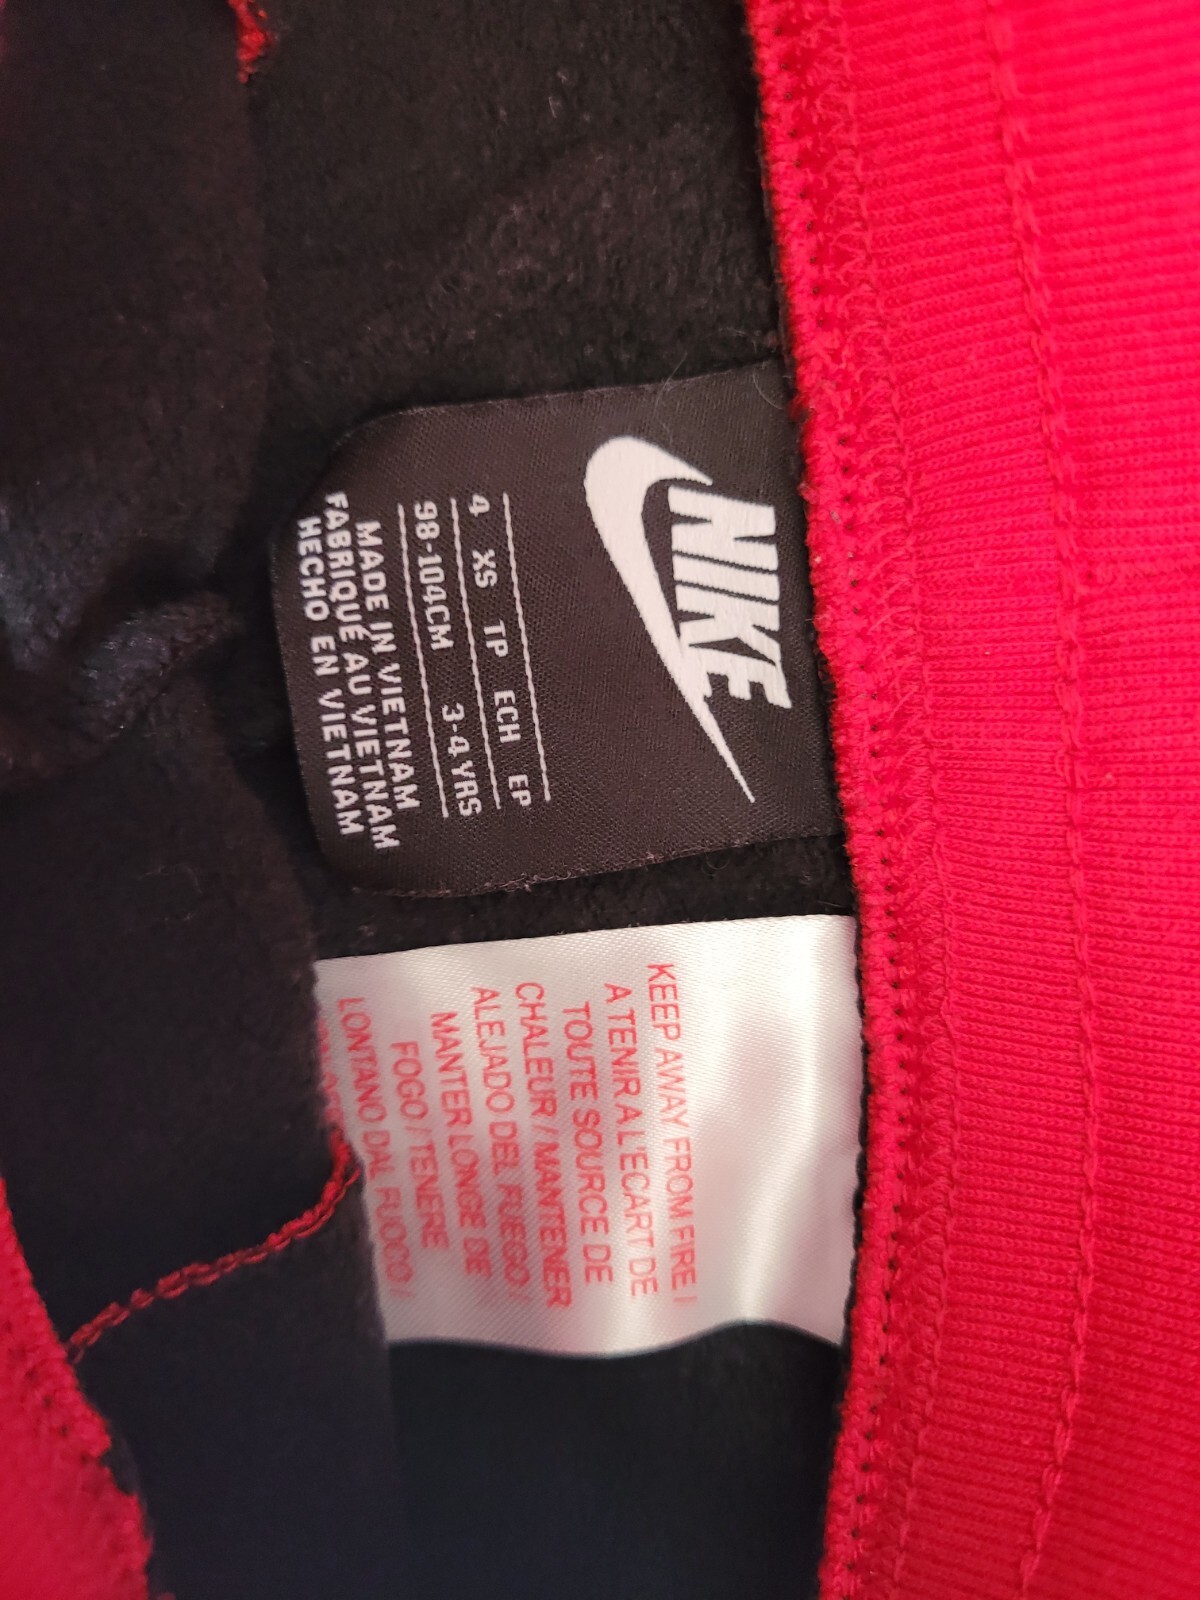 NIKE
4 XS TP ECH EP
98-104CM 3-4YRS
MADE IN VIETNAM
FABRIQUÉ AU VIETNAM
HECHO EN VIETNAM
KEEP AWAY FROM FIRE /
A TENIR A L'ECART DE
TOUTE SOURCE DE
CHALEUR / MANTENER
ALEJADO DEL FUEGO /
MANTER LONGE DE
FOGO / TENERE
LONTANO DAL FUOCO /